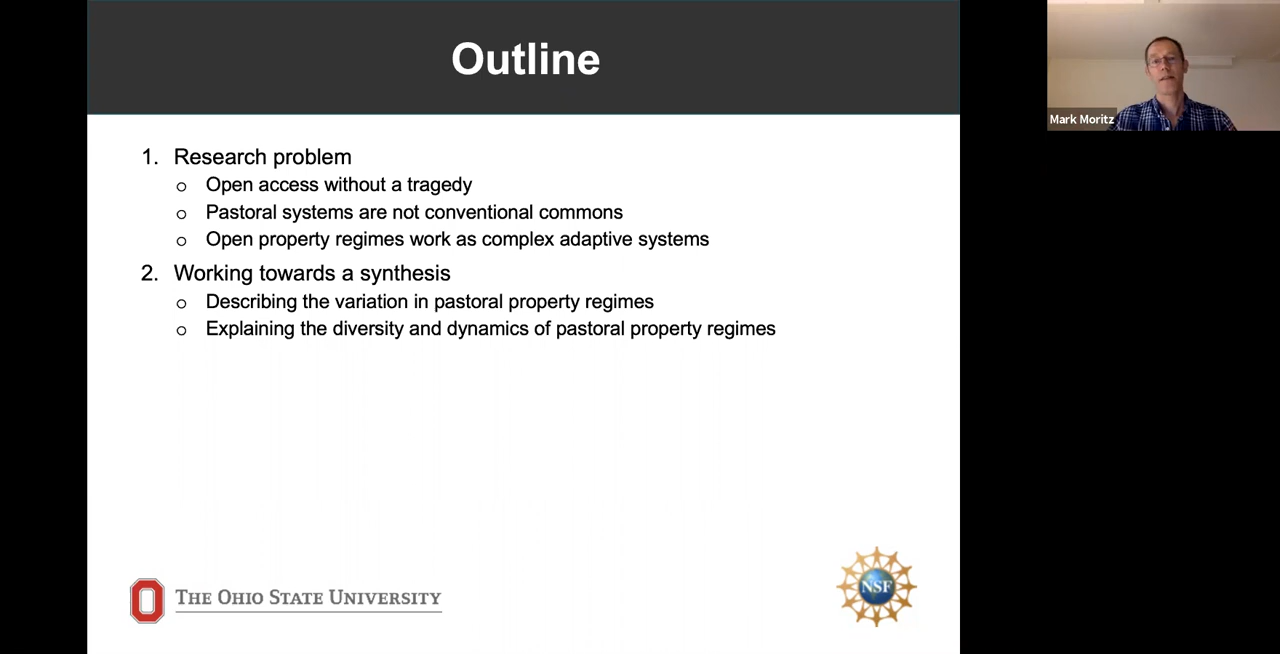 Outline
Mark Moritz
1. Research problem
o Open access without a tragedy
o Pastoral systems are not conventional commons
o Open property regimes work as complex adaptive systems
2. Working towards a synthesis
o Describing the variation in pastoral property regimes
o Explaining the diversity and dynamics of pastoral property regimes
THE OHIO STATE UNIVERSITY
NSF